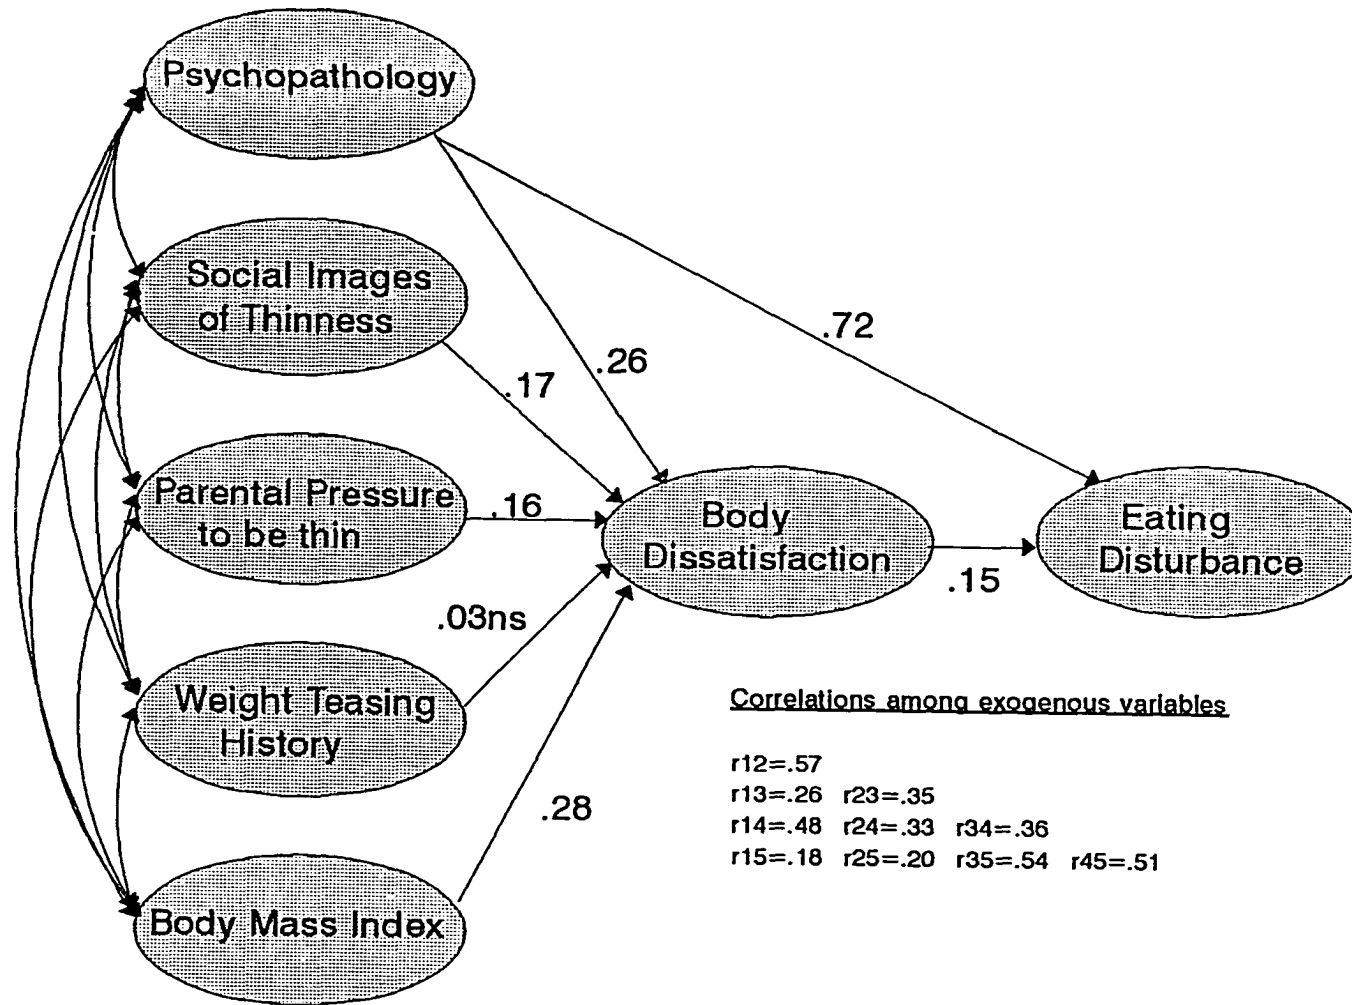 Psychopathology
Social Images
of Thinness
.72
.26
.17
Parental Pressure
to be thin
.16
Body
Dissatisfaction
Eating
Disturbance
.15
.03ns
Weight Teasing
History
.28
Body Mass Index
Correlations among exogenous variables
r12=.57
r13=.26 r23=.35
r14=.48 r24=.33 r34=.36
r15=.18 r25=.20 r35=.54 r45=.51